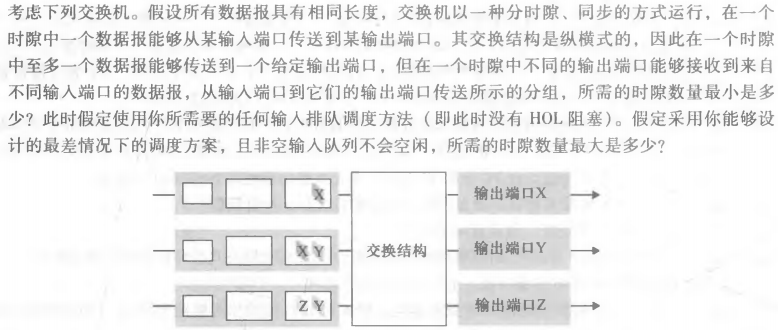 考虑下列交换机。假设所有数据报具有相同长度，交换机以一种分时隙、同步的方式运行，在一个
时隙中一个数据报能够从某输入端口传送到某输出端口。其交换结构是纵横式的，因此在一个时隙
中至多一个数据报能够传送到一个给定输出端口，但在一个时隙中不同的输出端口能够接收到来自
不同输入端口的数据报，从输入端口到它们的输出端口传送所示的分组，所需的时隙数量最小是多
少？此时假定使用你所需要的任何输入排队调度方法（即此时没有 HOL 阻塞）。假定采用你能够设
计的最差情况下的调度方案，且非空输入队列不会空闲，所需的时隙数量最大是多少？
X
输出端口X
X Y
交换结构
输出端口Y
Z Y
输出端口Z